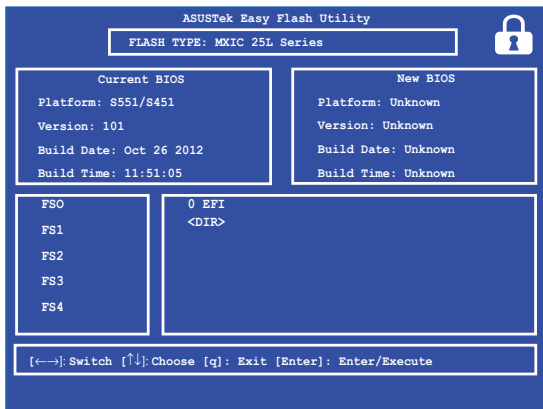 ASUSTek Easy Flash Utility
FLASH TYPE: MXIC 25L Series
Current BIOS
Platform: S551/S451
Version: 101
Build Date: Oct 26 2012
Build Time: 11:51:05
New BIOS
Platform: Unknown
Version: Unknown
Build Date: Unknown
Build Time: Unknown
FSO
FS1
FS2
FS3
FS4
0 EFI
<DIR>
[←→]: Switch [↑↓]: Choose [q]: Exit [Enter]: Enter/Execute